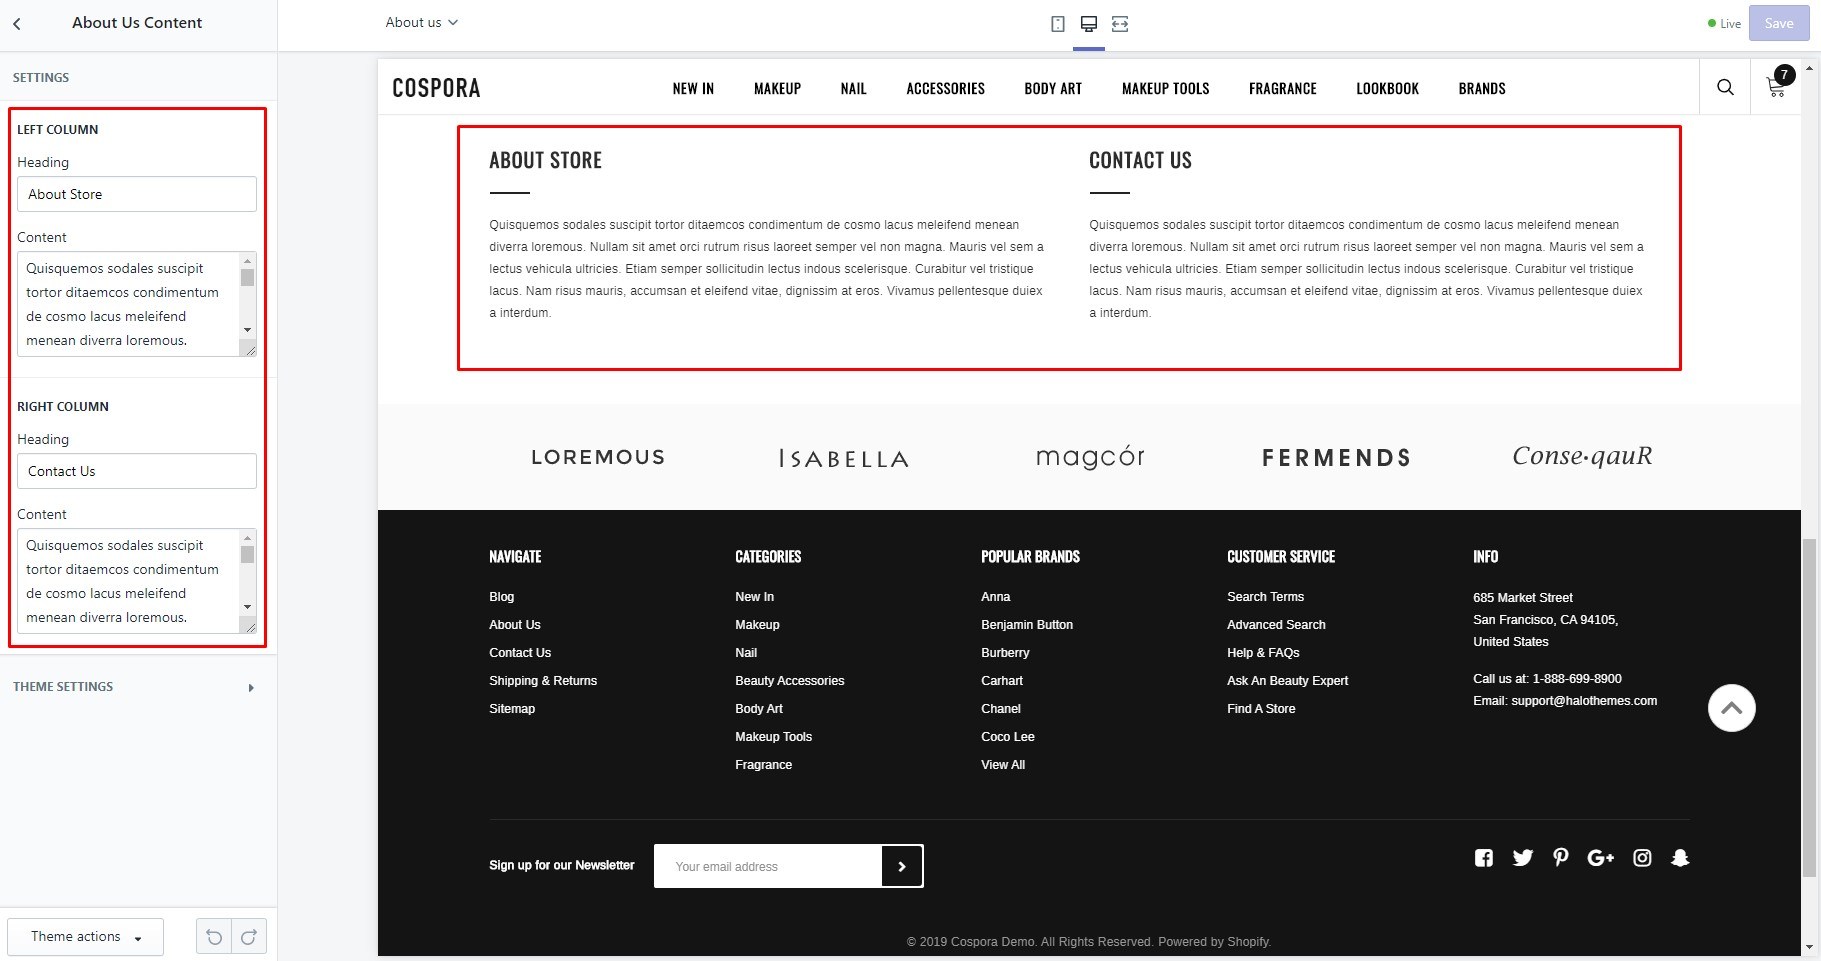 About Us Content
About us
Live
Save
SETTINGS
LEFT COLUMN
Heading
About Store
Content
Quisquemos sodales suscipit
tortor ditaemcos condimentum
de cosmo lacus meleifend
menean diverra loremous.
RIGHT COLUMN
Heading
Contact Us
Content
Quisquemos sodales suscipit
tortor ditaemcos condimentum
de cosmo lacus meleifend
menean diverra loremous.
THEME SETTINGS
Theme actions
COSPORA
NEW IN MAKEUP NAIL ACCESSORIES BODY ART MAKEUP TOOLS FRAGRANCE LOOKBOOK BRANDS
7
ABOUT STORE
Quisquemos sodales suscipit tortor ditaemcos condimentum de cosmo lacus meleifend menean
diverra loremous. Nullam sit amet orci rutrum risus laoreet semper vel non magna. Mauris vel sem a
lectus vehicula ultricies. Etiam semper sollicitudin lectus indous scelerisque. Curabitur vel tristique
lacus. Nam risus mauris, accumsan et eleifend vitae, dignissim at eros. Vivamus pellentesque duiex
a interdum.
CONTACT US
Quisquemos sodales suscipit tortor ditaemcos condimentum de cosmo lacus meleifend menean
diverra loremous. Nullam sit amet orci rutrum risus laoreet semper vel non magna. Mauris vel sem a
lectus vehicula ultricies. Etiam semper sollicitudin lectus indous scelerisque. Curabitur vel tristique
lacus. Nam risus mauris, accumsan et eleifend vitae, dignissim at eros. Vivamus pellentesque duiex
a interdum.
LOREMOUS ISABELLA magcór FERMENDS Conse•qauR
NAVIGATE
Blog
About Us
Contact Us
Shipping & Returns
Sitemap
CATEGORIES
New In
Makeup
Nail
Beauty Accessories
Body Art
Makeup Tools
Fragrance
POPULAR BRANDS
Anna
Benjamin Button
Burberry
Carhart
Chanel
Coco Lee
View All
CUSTOMER SERVICE
Search Terms
Advanced Search
Help & FAQs
Ask An Beauty Expert
Find A Store
INFO
685 Market Street
San Francisco, CA 94105,
United States
Call us at: 1-888-699-8900
Email: support@halothemes.com
Sign up for our Newsletter
Your email address
© 2019 Cospora Demo. All Rights Reserved. Powered by Shopify.